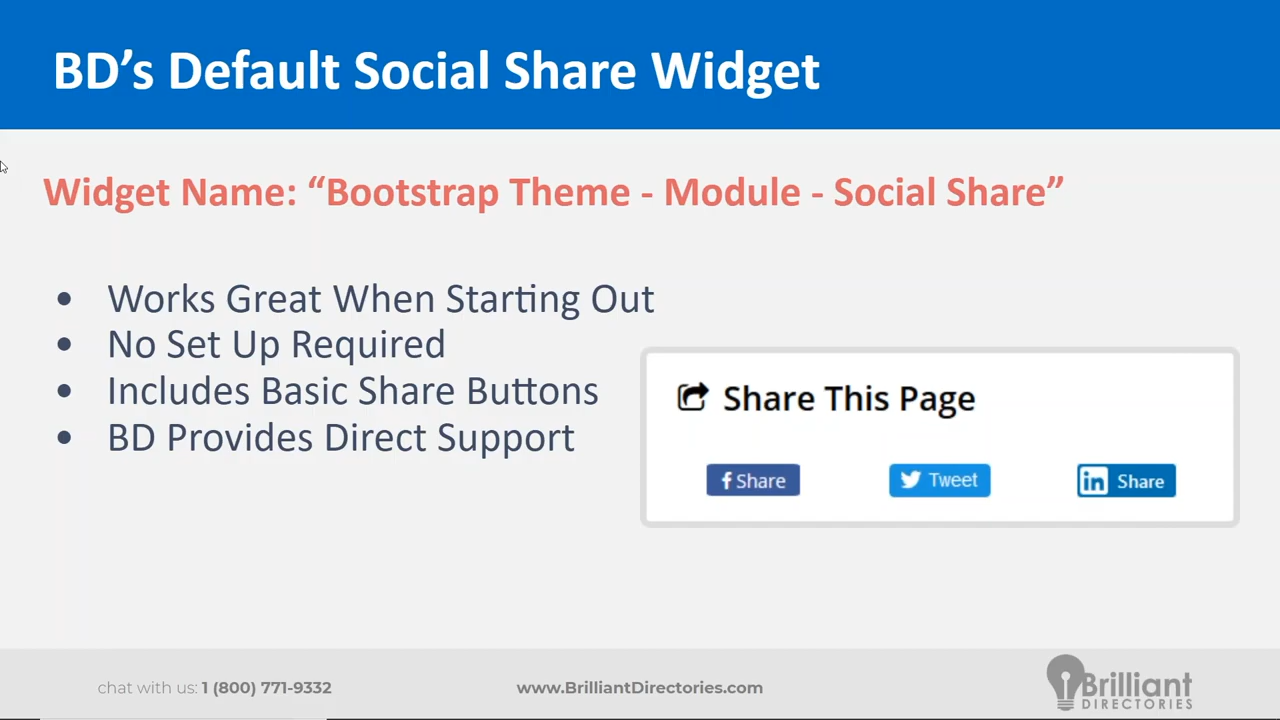 BD’s Default Social Share Widget
Widget Name: “Bootstrap Theme - Module - Social Share”
• Works Great When Starting Out
• No Set Up Required
• Includes Basic Share Buttons
• BD Provides Direct Support
Share This Page
f Share
Tweet
in Share
chat with us: 1 (800) 771-9332
www.BrilliantDirectories.com
Brilliant
DIRECTORIES